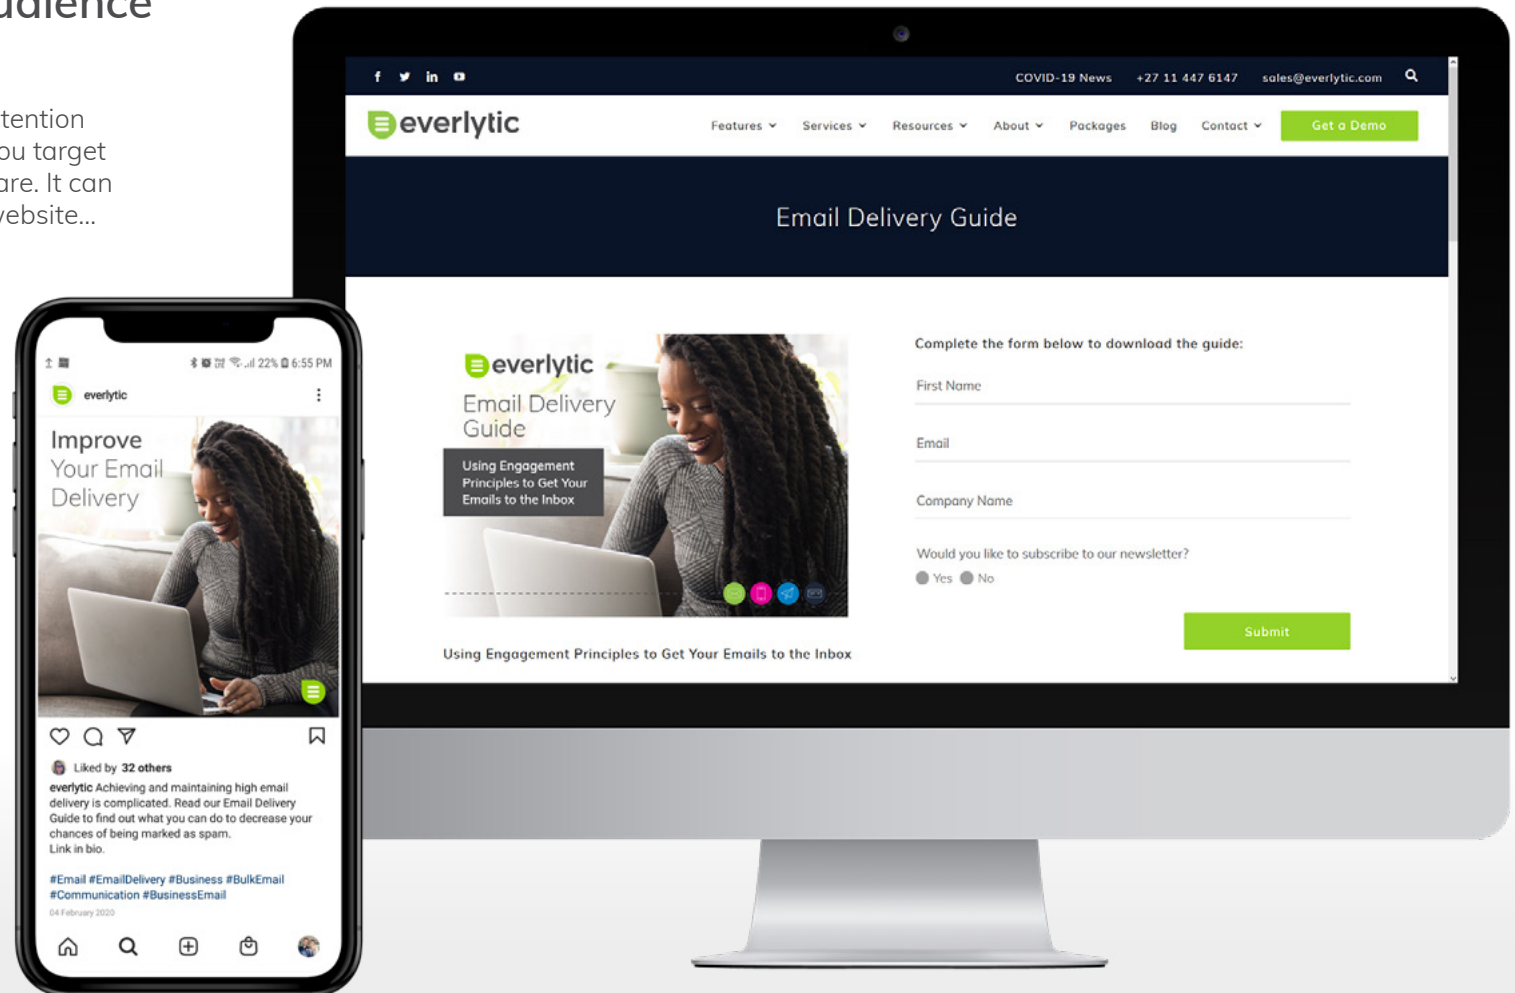 udience
tention
ou target
are. It can
website...
f in
COVID-19 News +27 11 447 6147 sales@everlytic.com
everlytic
Features Services Resources About Packages Blog Contact Get a Demo
Email Delivery Guide
everlytic
Email Delivery
Guide
Using Engagement
Principles to Get Your
Emails to the Inbox
Using Engagement Principles to Get Your Emails to the Inbox
Complete the form below to download the guide:
First Name
Email
Company Name
Would you like to subscribe to our newsletter?
Yes No
Submit
22% 6:55 PM
everlytic
Improve
Your Email
Delivery
Liked by 32 others
everlytic Achieving and maintaining high email
delivery is complicated. Read our Email Delivery
Guide to find out what you can do to decrease your
chances of being marked as spam.
Link in bio.
#Email #EmailDelivery #Business #BulkEmail
#Communication #BusinessEmail
04 February 2020